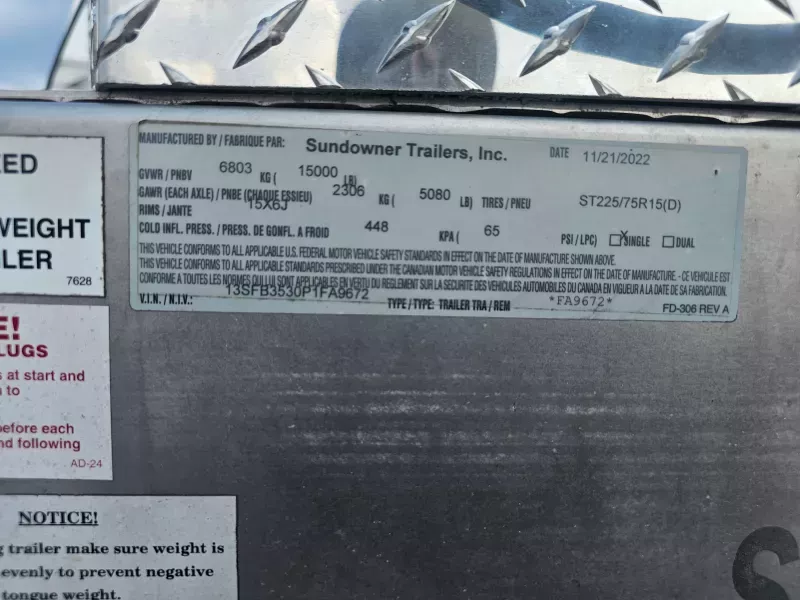 EED
WEIGHT
LER
7628
E!
LUGS
s at start and
n to
before each
nd following
AD-24
NOTICE!
g trailer make sure weight is
evenly to prevent negative
tongue weight.
MANUFACTURED BY / FABRIQUE PAR: Sundowner Trailers, Inc. DATE 11/21/2022
GVWR / PNBV 6803 KG ( 15000 LB)
GAWR (EACH AXLE) / PNBE (CHAQUE ESSIEU) 2306 KG ( 5080 LB) TIRES / PNEU ST225/75R15(D)
RIMS / JANTE 15X6J
COLD INFL. PRESS. / PRESS. DE GONFL. A FROID 448 KPA ( 65 PSI / LPC) X SINGLE DUAL
THIS VEHICLE CONFORMS TO ALL APPLICABLE U.S. FEDERAL MOTOR VEHICLE SAFETY STANDARDS IN EFFECT ON THE DATE OF MANUFACTURE SHOWN ABOVE.
THIS VEHICLE CONFORMS TO ALL APPLICABLE STANDARDS PRESCRIBED UNDER THE CANADIAN MOTOR VEHICLE SAFETY REGULATIONS IN EFFECT ON THE DATE OF MANUFACTURE. - CE VEHICULE EST
CONFORME A TOUTES LES NORMES QUI LUI SONT APPLICABLES EN VERTU DU REGLEMENT SUR LA SECURITE DES VEHICULES AUTOMOBILES DU CANADA EN VIGUEUR A LA DATE DE SA FABRICATION.
V.I.N. / N.I.V.: 13SFB3530P1FA9672 TYPE / TYPE: TRAILER TRA / REM *FA9672* FD-306 REV A
S